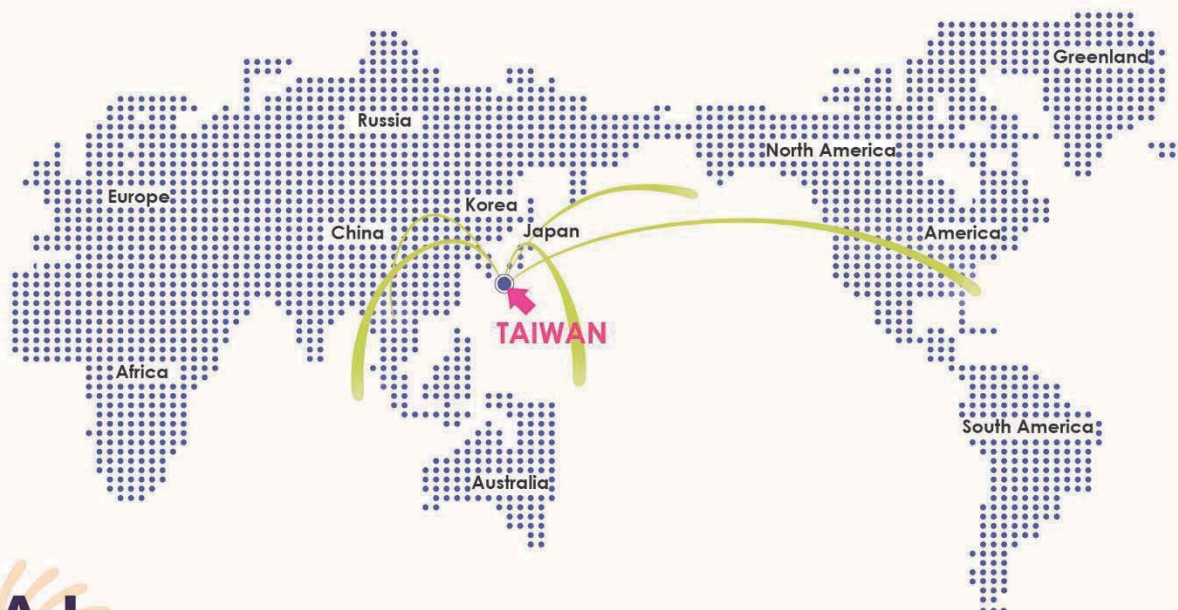 Greenland
Russia
North America
Europe
Korea
China
Japan
America
TAIWAN
Africa
South America
Australia